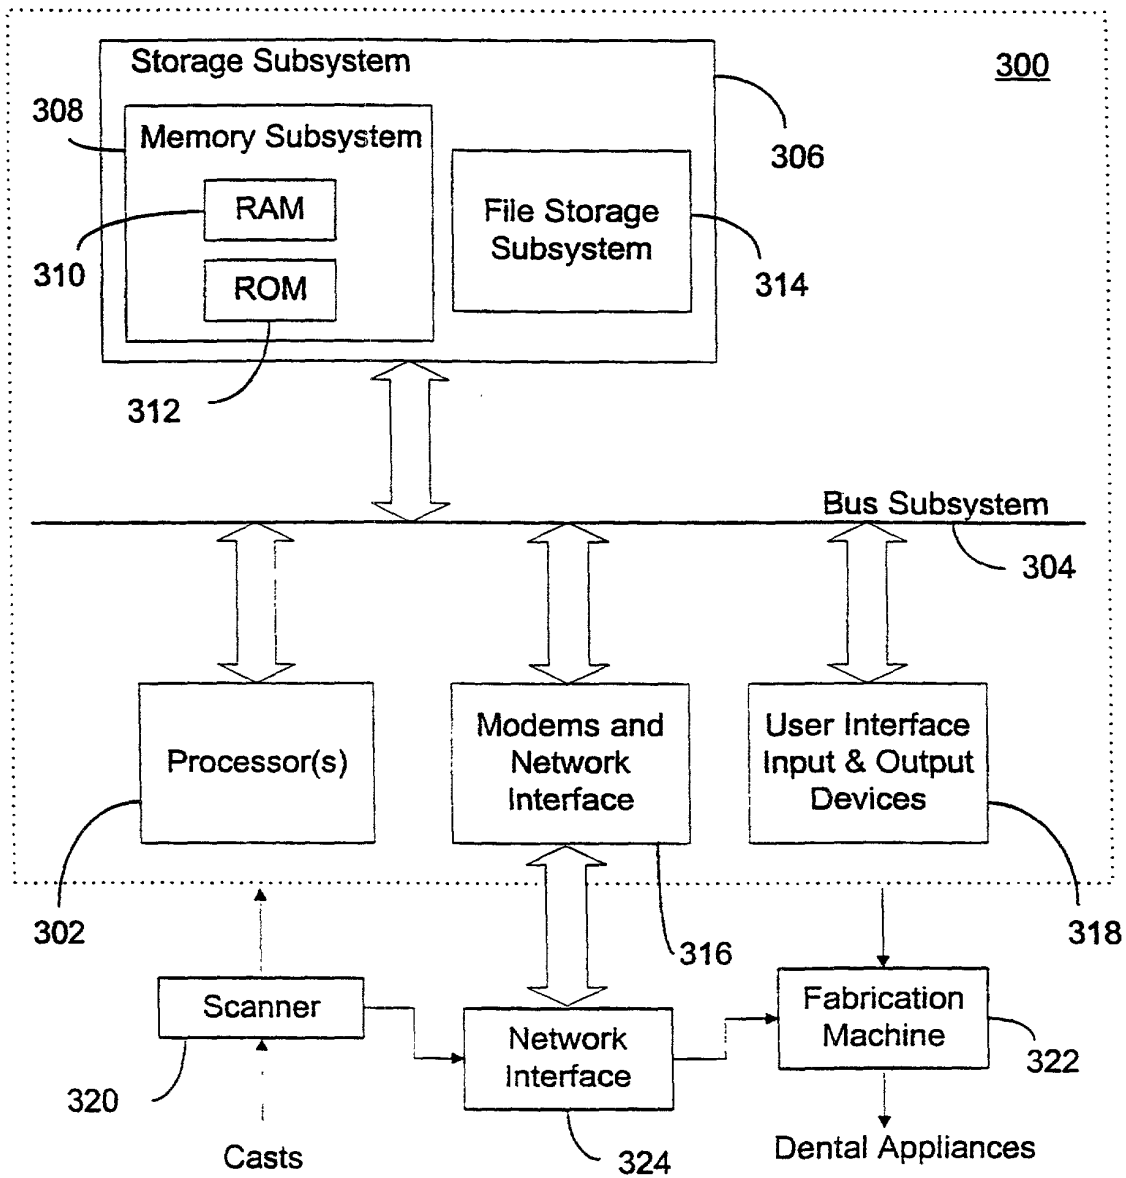 Storage Subsystem
300
308
Memory Subsystem
306
RAM
File Storage
Subsystem
310
ROM
314
312
Bus Subsystem
304
Processor(s)
Modems and
Network
Interface
User Interface
Input & Output
Devices
302
316
318
Scanner
Fabrication
Machine
Network
Interface
322
320
Casts
324
Dental Appliances